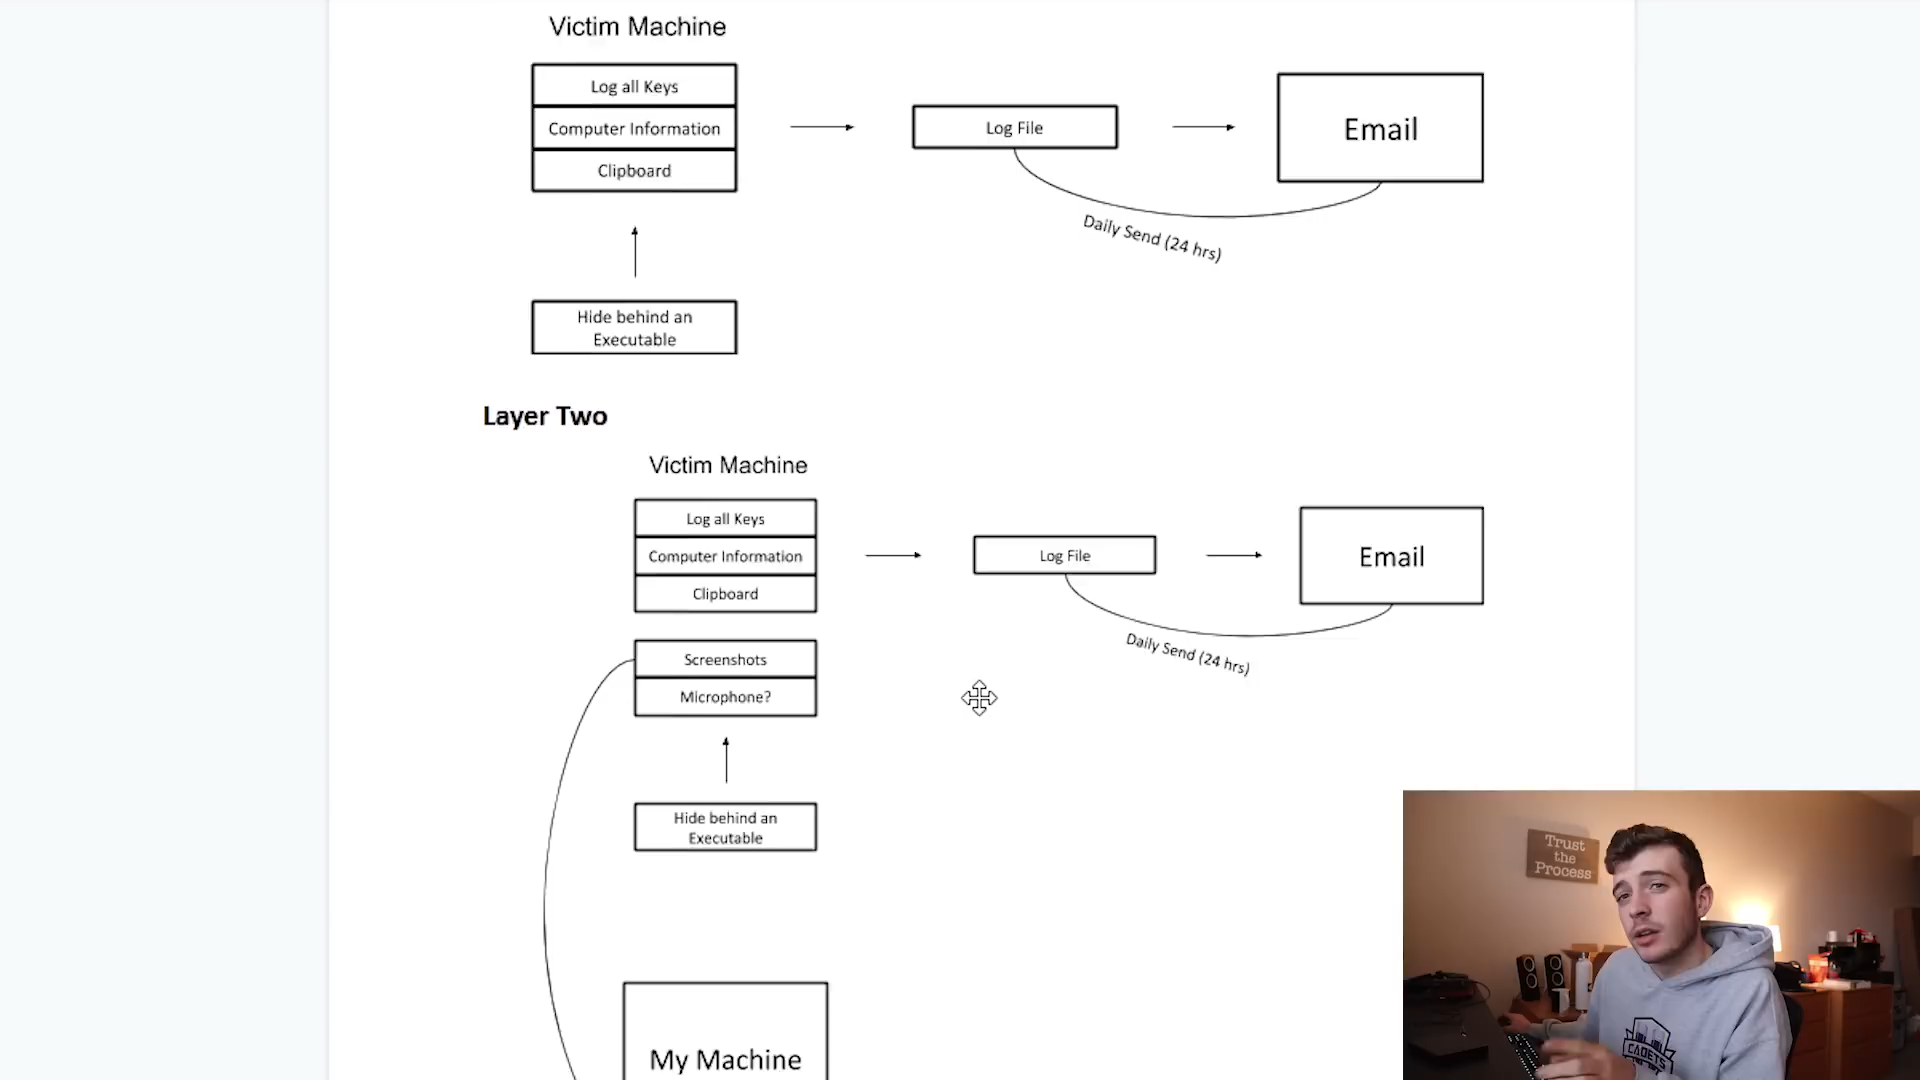 Victim Machine
Log all Keys
Computer Information
Clipboard
Log File
Email
Daily Send (24 hrs)
Hide behind an
Executable
Layer Two
Victim Machine
Log all Keys
Computer Information
Clipboard
Log File
Email
Daily Send (24 hrs)
Screenshots
Microphone?
Hide behind an
Executable
My Machine
Trust
the
Process
CADETS